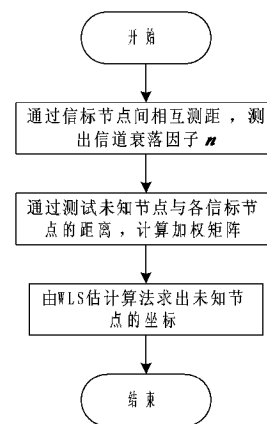 开始
通过信标节点间相互测距，测
出信道衰落因子 n
通过测试未知节点与各信标节
点的距离，计算加权矩阵
由WLS估计算法求出未知节
点的坐标
结束